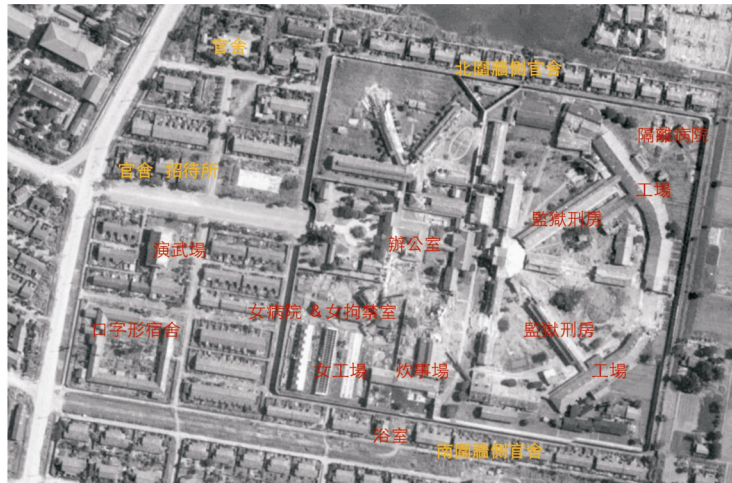 官舍
北圍牆側官舍
隔離病院
官舍 招待所
工場
監獄刑房
演武場
辦公室
女病院 &女拘禁室
口字形宿舍
監獄刑房
女工場
炊事場
工場
浴室
南圍牆側官舍